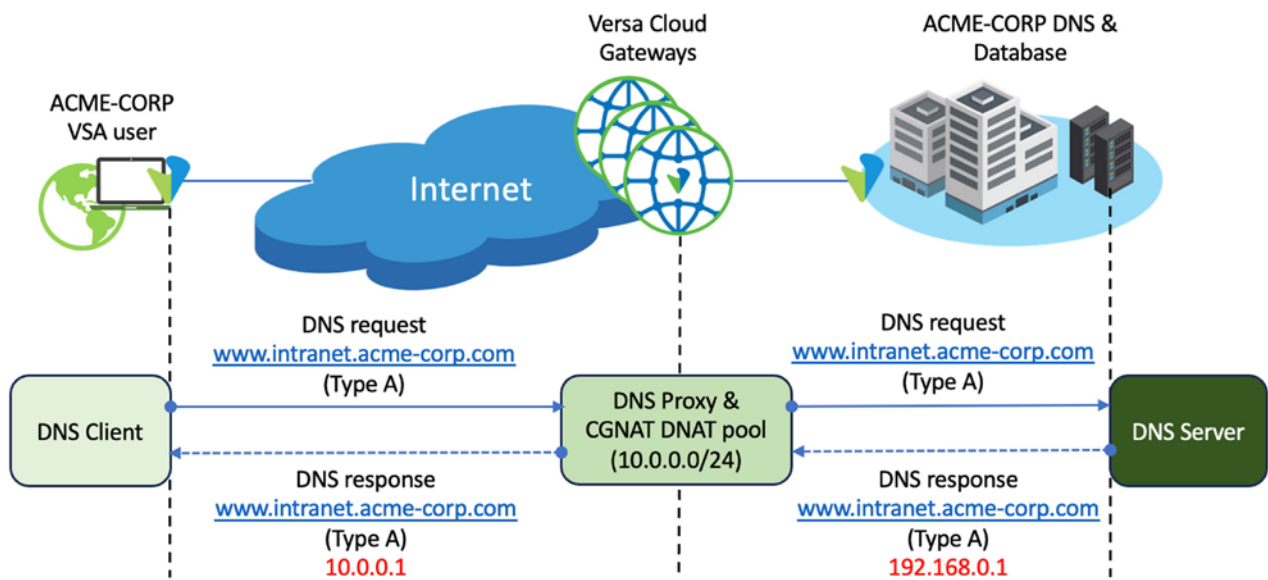 Versa Cloud
Gateways
ACME-CORP DNS &
Database
ACME-CORP
VSA user
Internet
DNS request
www.intranet.acme-corp.com
(Type A)
DNS request
www.intranet.acme-corp.com
(Type A)
DNS Client
DNS Proxy &
CGNAT DNAT pool
(10.0.0.0/24)
DNS Server
DNS response
www.intranet.acme-corp.com
(Type A)
10.0.0.1
DNS response
www.intranet.acme-corp.com
(Type A)
192.168.0.1